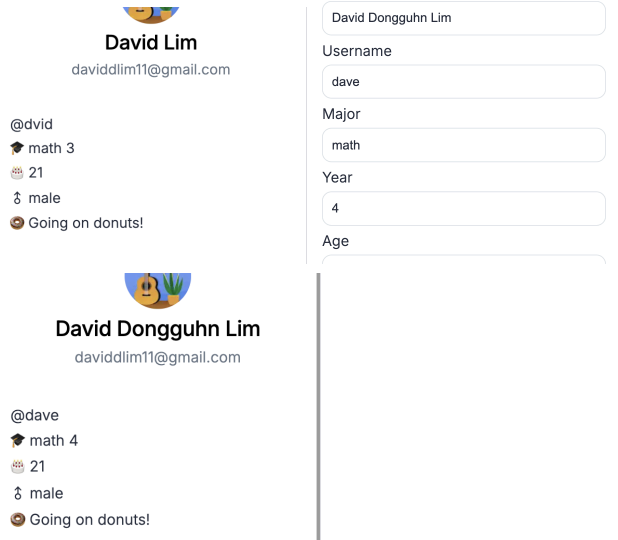 David Lim
daviddlim11@gmail.com
@dvid
🎓 math 3
🎂 21
⚦ male
🍩 Going on donuts!
David Dongguhn Lim
Username
dave
Major
math
Year
4
Age
David Dongguhn Lim
daviddlim11@gmail.com
@dave
🎓 math 4
🎂 21
⚦ male
🍩 Going on donuts!